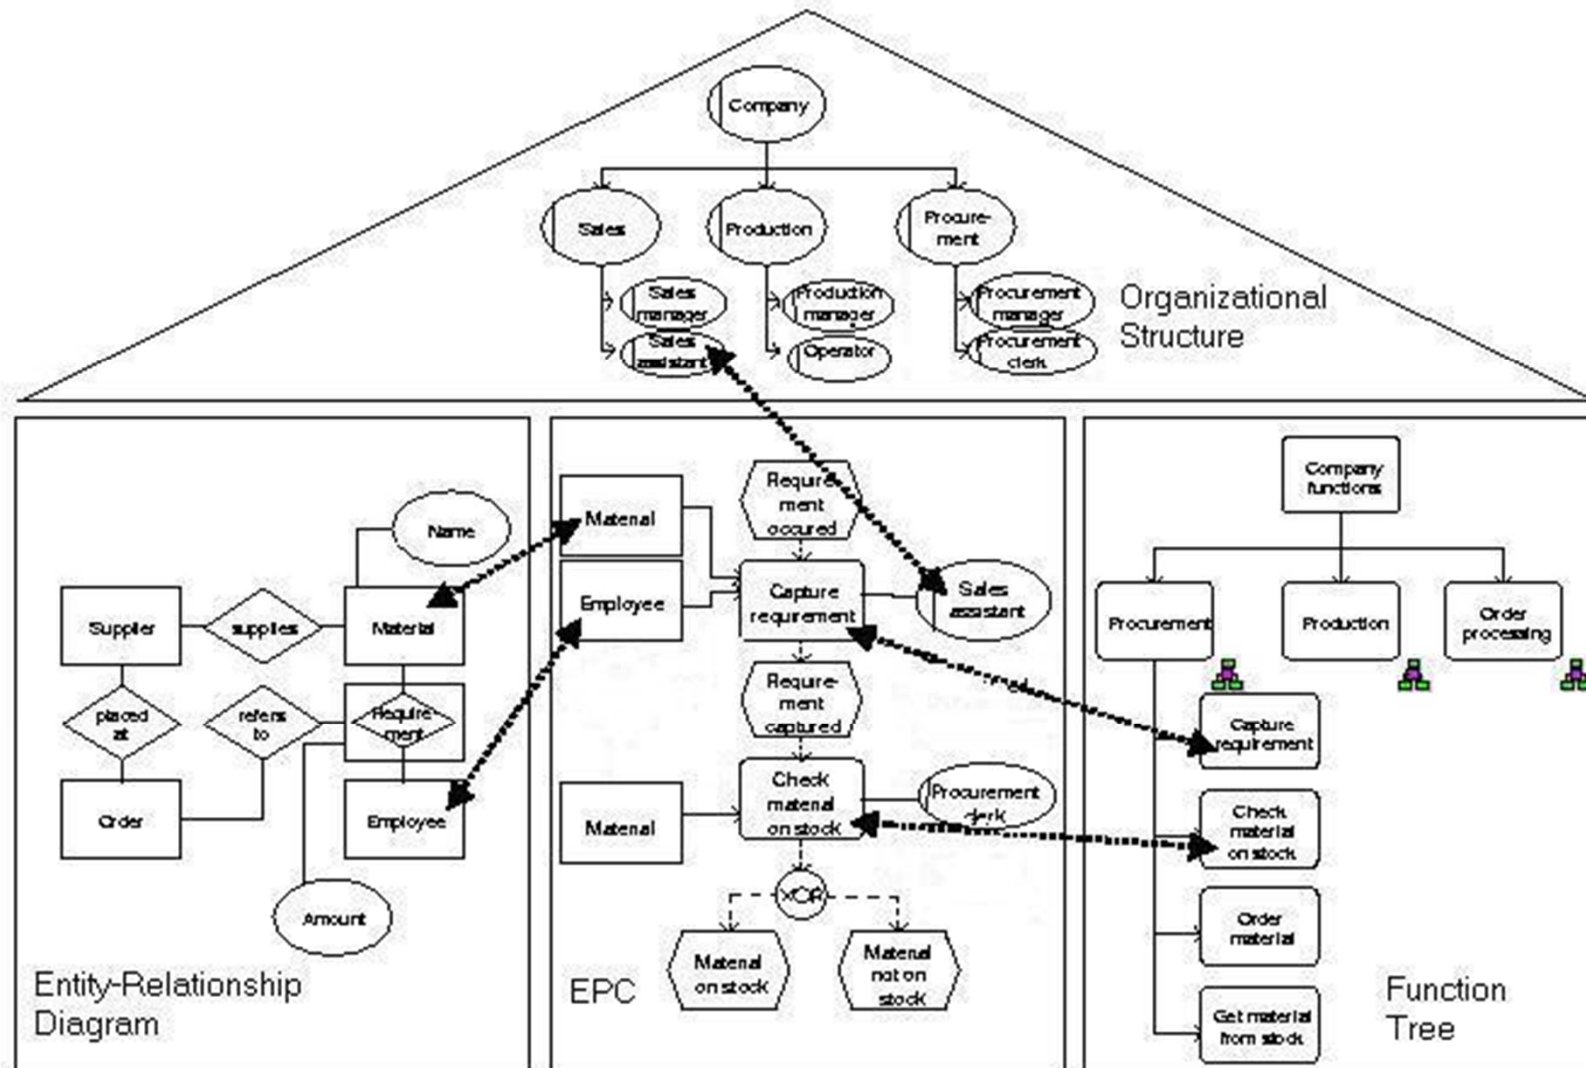 Company
Sales
Production
Procure-
ment
Sales
manager
Production
manager
Procurement
manager
Sales
assistant
Operator
Procurement
clerk
Organizational
Structure
Name
Supplier
supplies
Material
placed
at
refers
to
Require-
ment
Order
Employee
Amount
Entity-Relationship
Diagram
Material
Require-
ment
occured
Employee
Capture
requirement
Sales
assistant
Require-
ment
captured
Material
Check
material
on stock
Procurement
clerk
XOR
Material
on stock
Material
not on
stock
EPC
Company
functions
Procurement
Production
Order
processing
Capture
requirement
Check
material
on stock
Order
material
Get material
from stock
Function
Tree